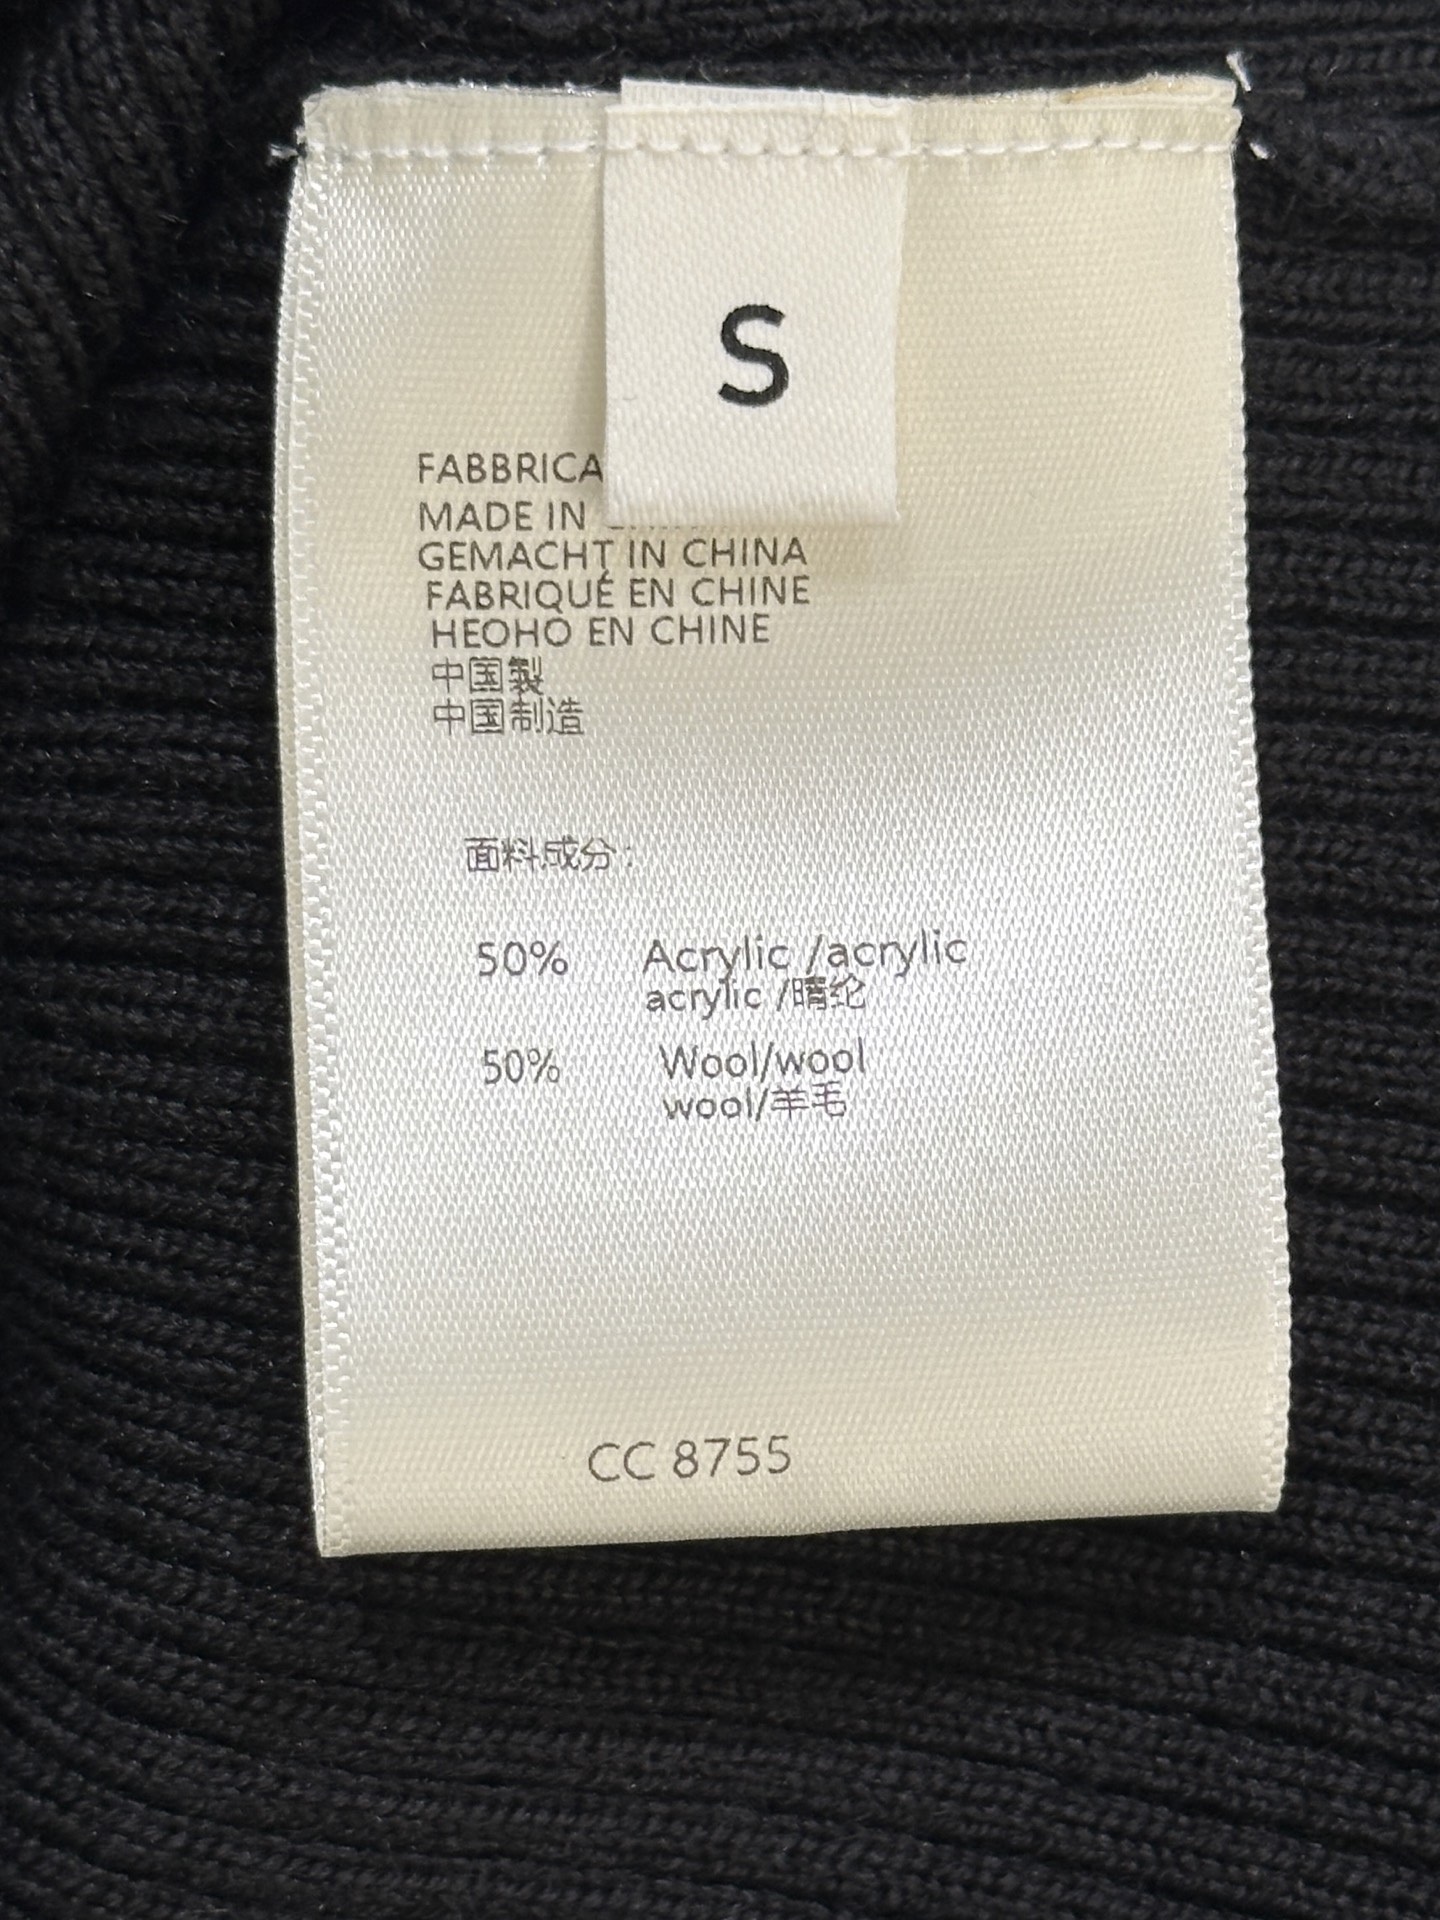 S
FABBRICA
MADE IN
GEMACHT IN CHINA
FABRIQUÉ EN CHINE
HEOHO EN CHINE
中国製
中国制造
面料成分:
50% Acrylic /acrylic
acrylic /晴纶
50% Wool/wool
wool/羊毛
CC 8755